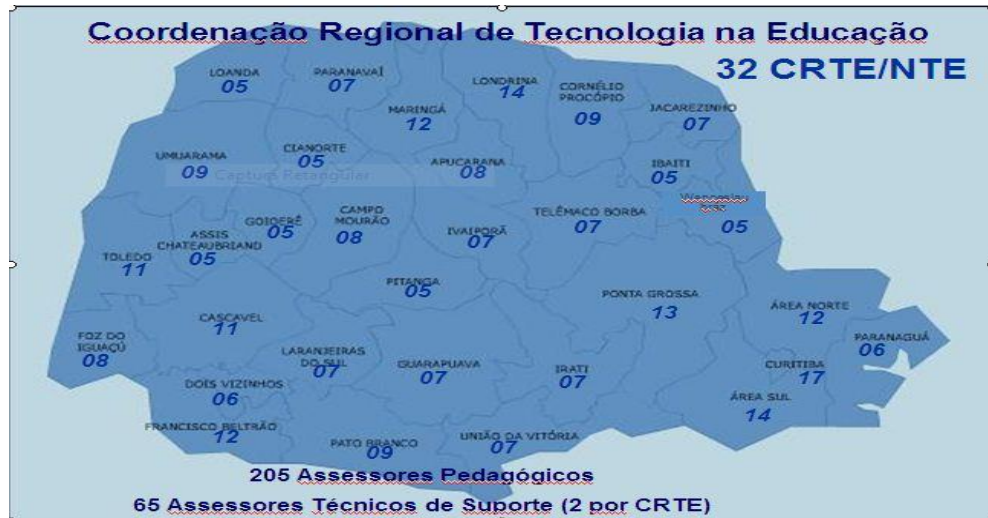 Coordenação Regional de Tecnologia na Educação
32 CRTE/NTE
LOANDA
05
PARANAVAÍ
07
LONDRINA
14
CORNÉLIO
PROCÓPIO
09
MARINGÁ
12
JACAREZINHO
07
UMUARAMA
09
CIANORTE
05
Captura Retangular
APUCARANA
08
IBAITI
05
Wenceslau
Braz
05
GOIOERÊ
05
CAMPO
MOURÃO
08
IVAIPORÃ
07
TELÊMACO BORBA
07
ASSIS
CHATEAUBRIAND
05
TOLEDO
11
PITANGA
05
PONTA GROSSA
13
ÁREA NORTE
12
CASCAVEL
11
FOZ DO
IGUAÇÚ
08
PARANAGUÁ
06
LARANJEIRAS
DO SUL
07
GUARAPUAVA
07
IRATI
07
CURITIBA
17
DOIS VIZINHOS
06
ÁREA SUL
14
FRANCISCO BELTRÃO
12
PATO BRANCO
09
UNIÃO DA VITÓRIA
07
205 Assessores Pedagógicos
65 Assessores Técnicos de Suporte (2 por CRTE)